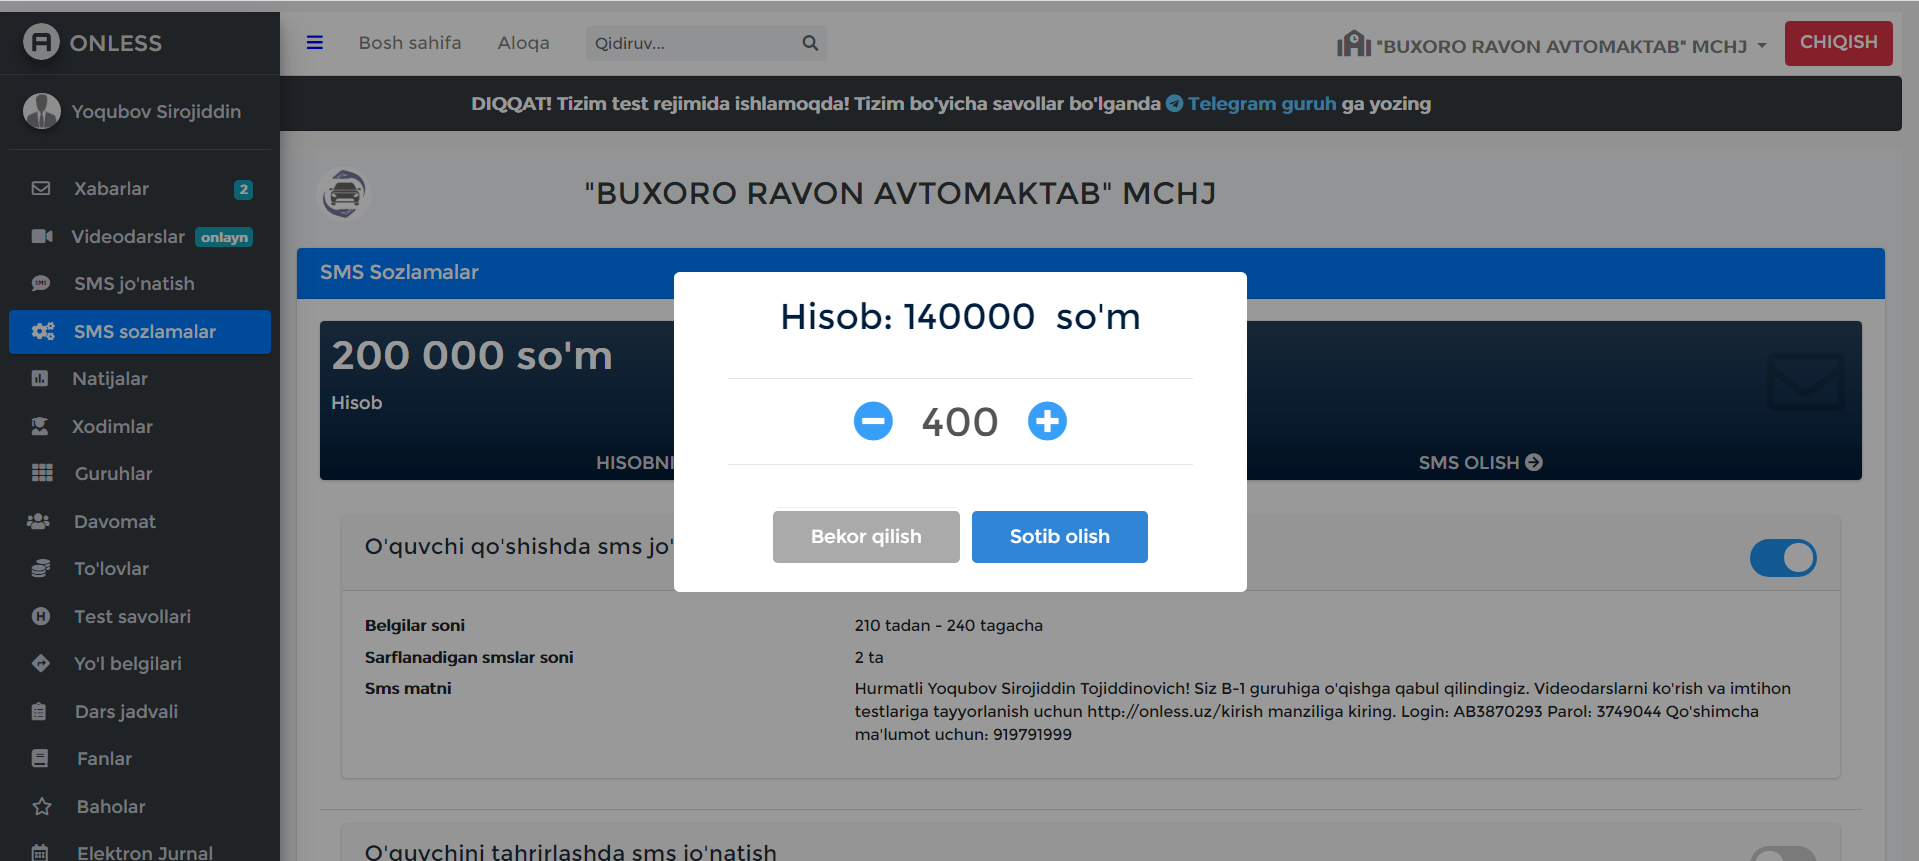 ONLESS
Bosh sahifa
Aloqa
Qidiruv...
"BUXORO RAVON AVTOMAKTAB" MCHJ
CHIQISH
DIQQAT! Tizim test rejimida ishlamoqda! Tizim bo'yicha savollar bo'lganda Telegram guruh ga yozing
Yoqubov Sirojiddin
Xabarlar 2
Videodarslar onlayn
SMS jo'natish
SMS sozlamalar
Natijalar
Xodimlar
Guruhlar
Davomat
To'lovlar
Test savollari
Yo'l belgilari
Dars jadvali
Fanlar
Baholar
Elektron Jurnal
"BUXORO RAVON AVTOMAKTAB" MCHJ
SMS Sozlamalar
200 000 so'm
Hisob
HISOBNI
SMS OLISH
Hisob: 140000 so'm
400
Bekor qilish
Sotib olish
O'quvchi qo'shishda sms jo'
Belgilar soni
210 tadan - 240 tagacha
Sarflanadigan smslar soni
2 ta
Sms matni
Hurmatli Yoqubov Sirojiddin Tojiddinovich! Siz B-1 guruhiga o'qishga qabul qilindingiz. Videodarslarni ko'rish va imtihon
testlariga tayyorlanish uchun http://onless.uz/kirish manziliga kiring. Login: AB3870293 Parol: 3749044 Qo'shimcha
ma'lumot uchun: 919791999
O'quvchini tahrirlashda sms jo'natish